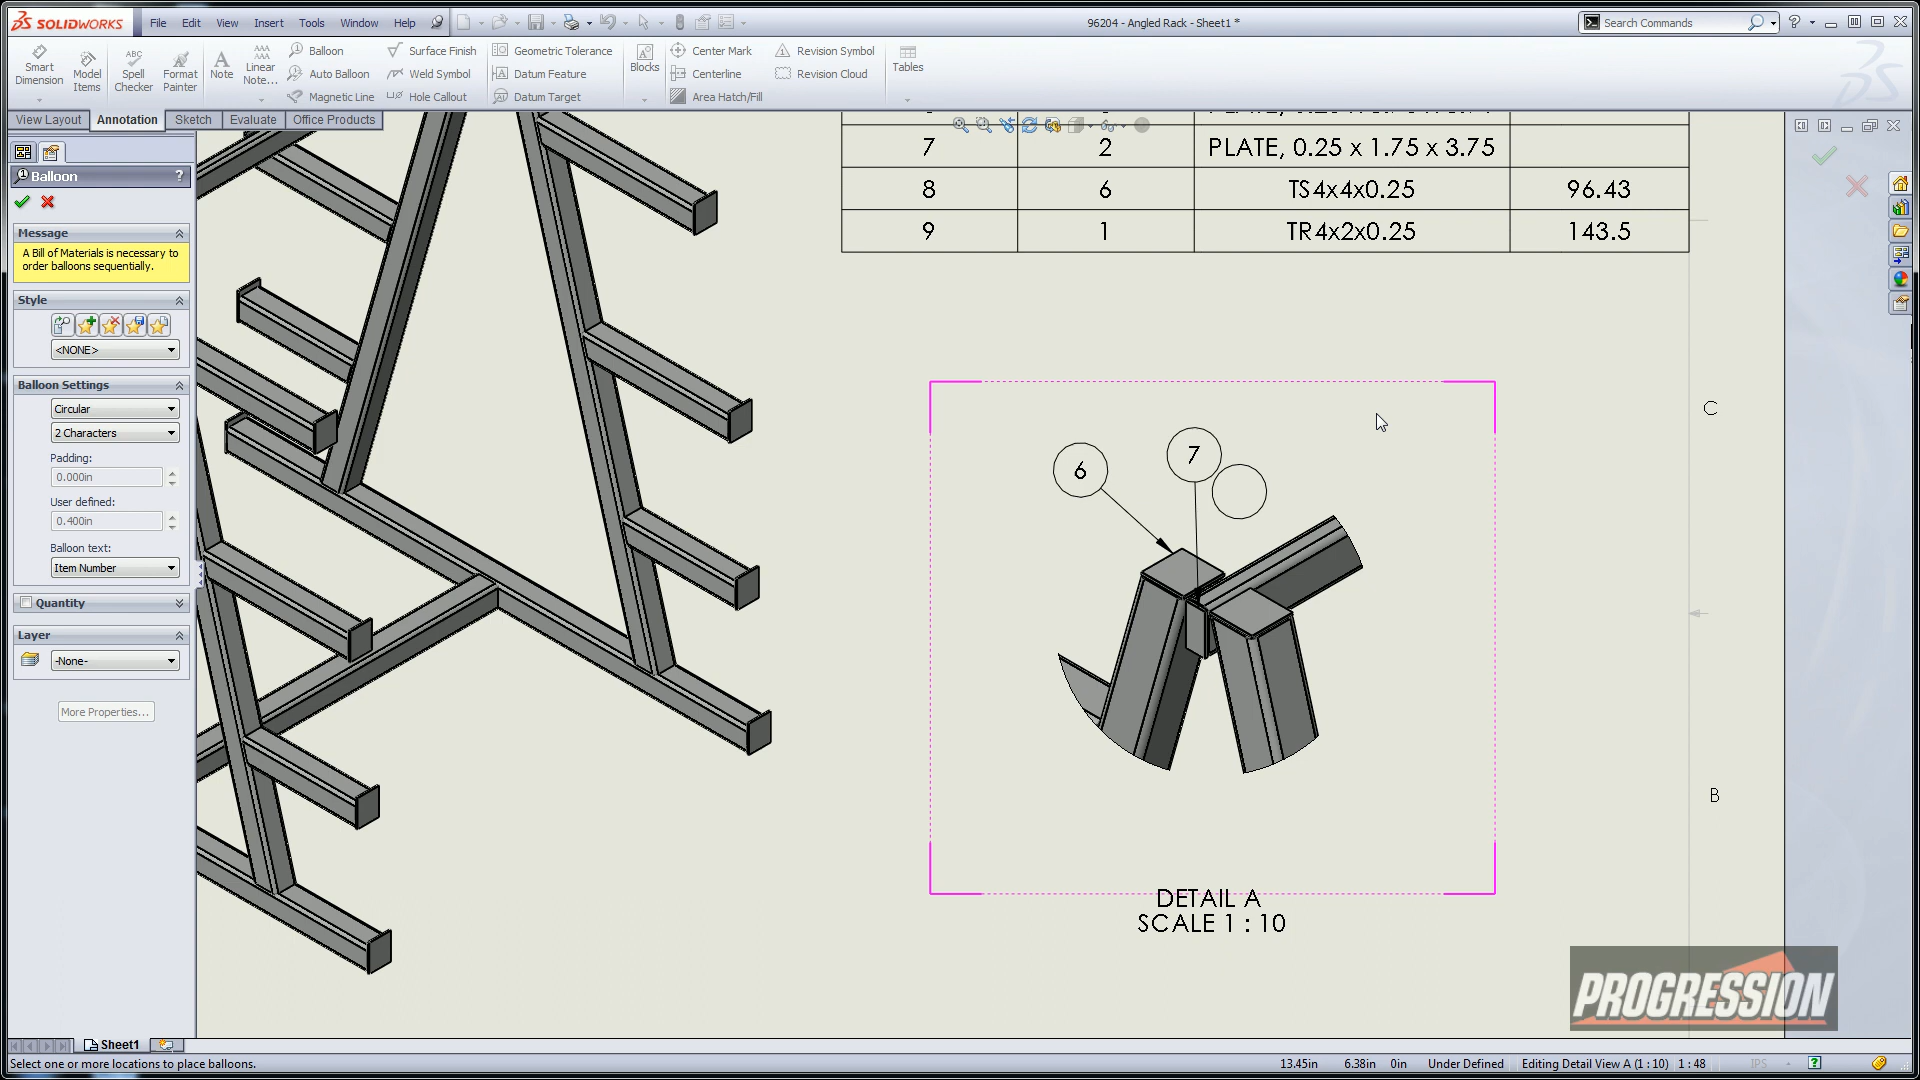 SOLIDWORKS
File Edit View Insert Tools Window Help
96204 - Angled Rack - Sheet1 *
Search Commands
Smart Dimension
Model Items
Spell Checker
Format Painter
Note
Linear Note...
Balloon
Auto Balloon
Magnetic Line
Surface Finish
Weld Symbol
Hole Callout
Geometric Tolerance
Datum Feature
Datum Target
Blocks
Center Mark
Centerline
Area Hatch/Fill
Revision Symbol
Revision Cloud
Tables
View Layout Annotation Sketch Evaluate Office Products
Balloon ?
Message
A Bill of Materials is necessary to
order balloons sequentially.
Style
<NONE>
Balloon Settings
Circular
2 Characters
Padding:
0.000in
User defined:
0.400in
Balloon text:
Item Number
Quantity
Layer
-None-
More Properties...
7 2 PLATE, 0.25 x 1.75 x 3.75
8 6 TS4x4x0.25 96.43
9 1 TR4x2x0.25 143.5
C
6
7
B
DETAIL A
SCALE 1 : 10
PROGRESSION
Sheet1
Select one or more locations to place balloons.
13.45in 6.38in 0in Under Defined Editing Detail View A (1 : 10) 1 : 48 IPS